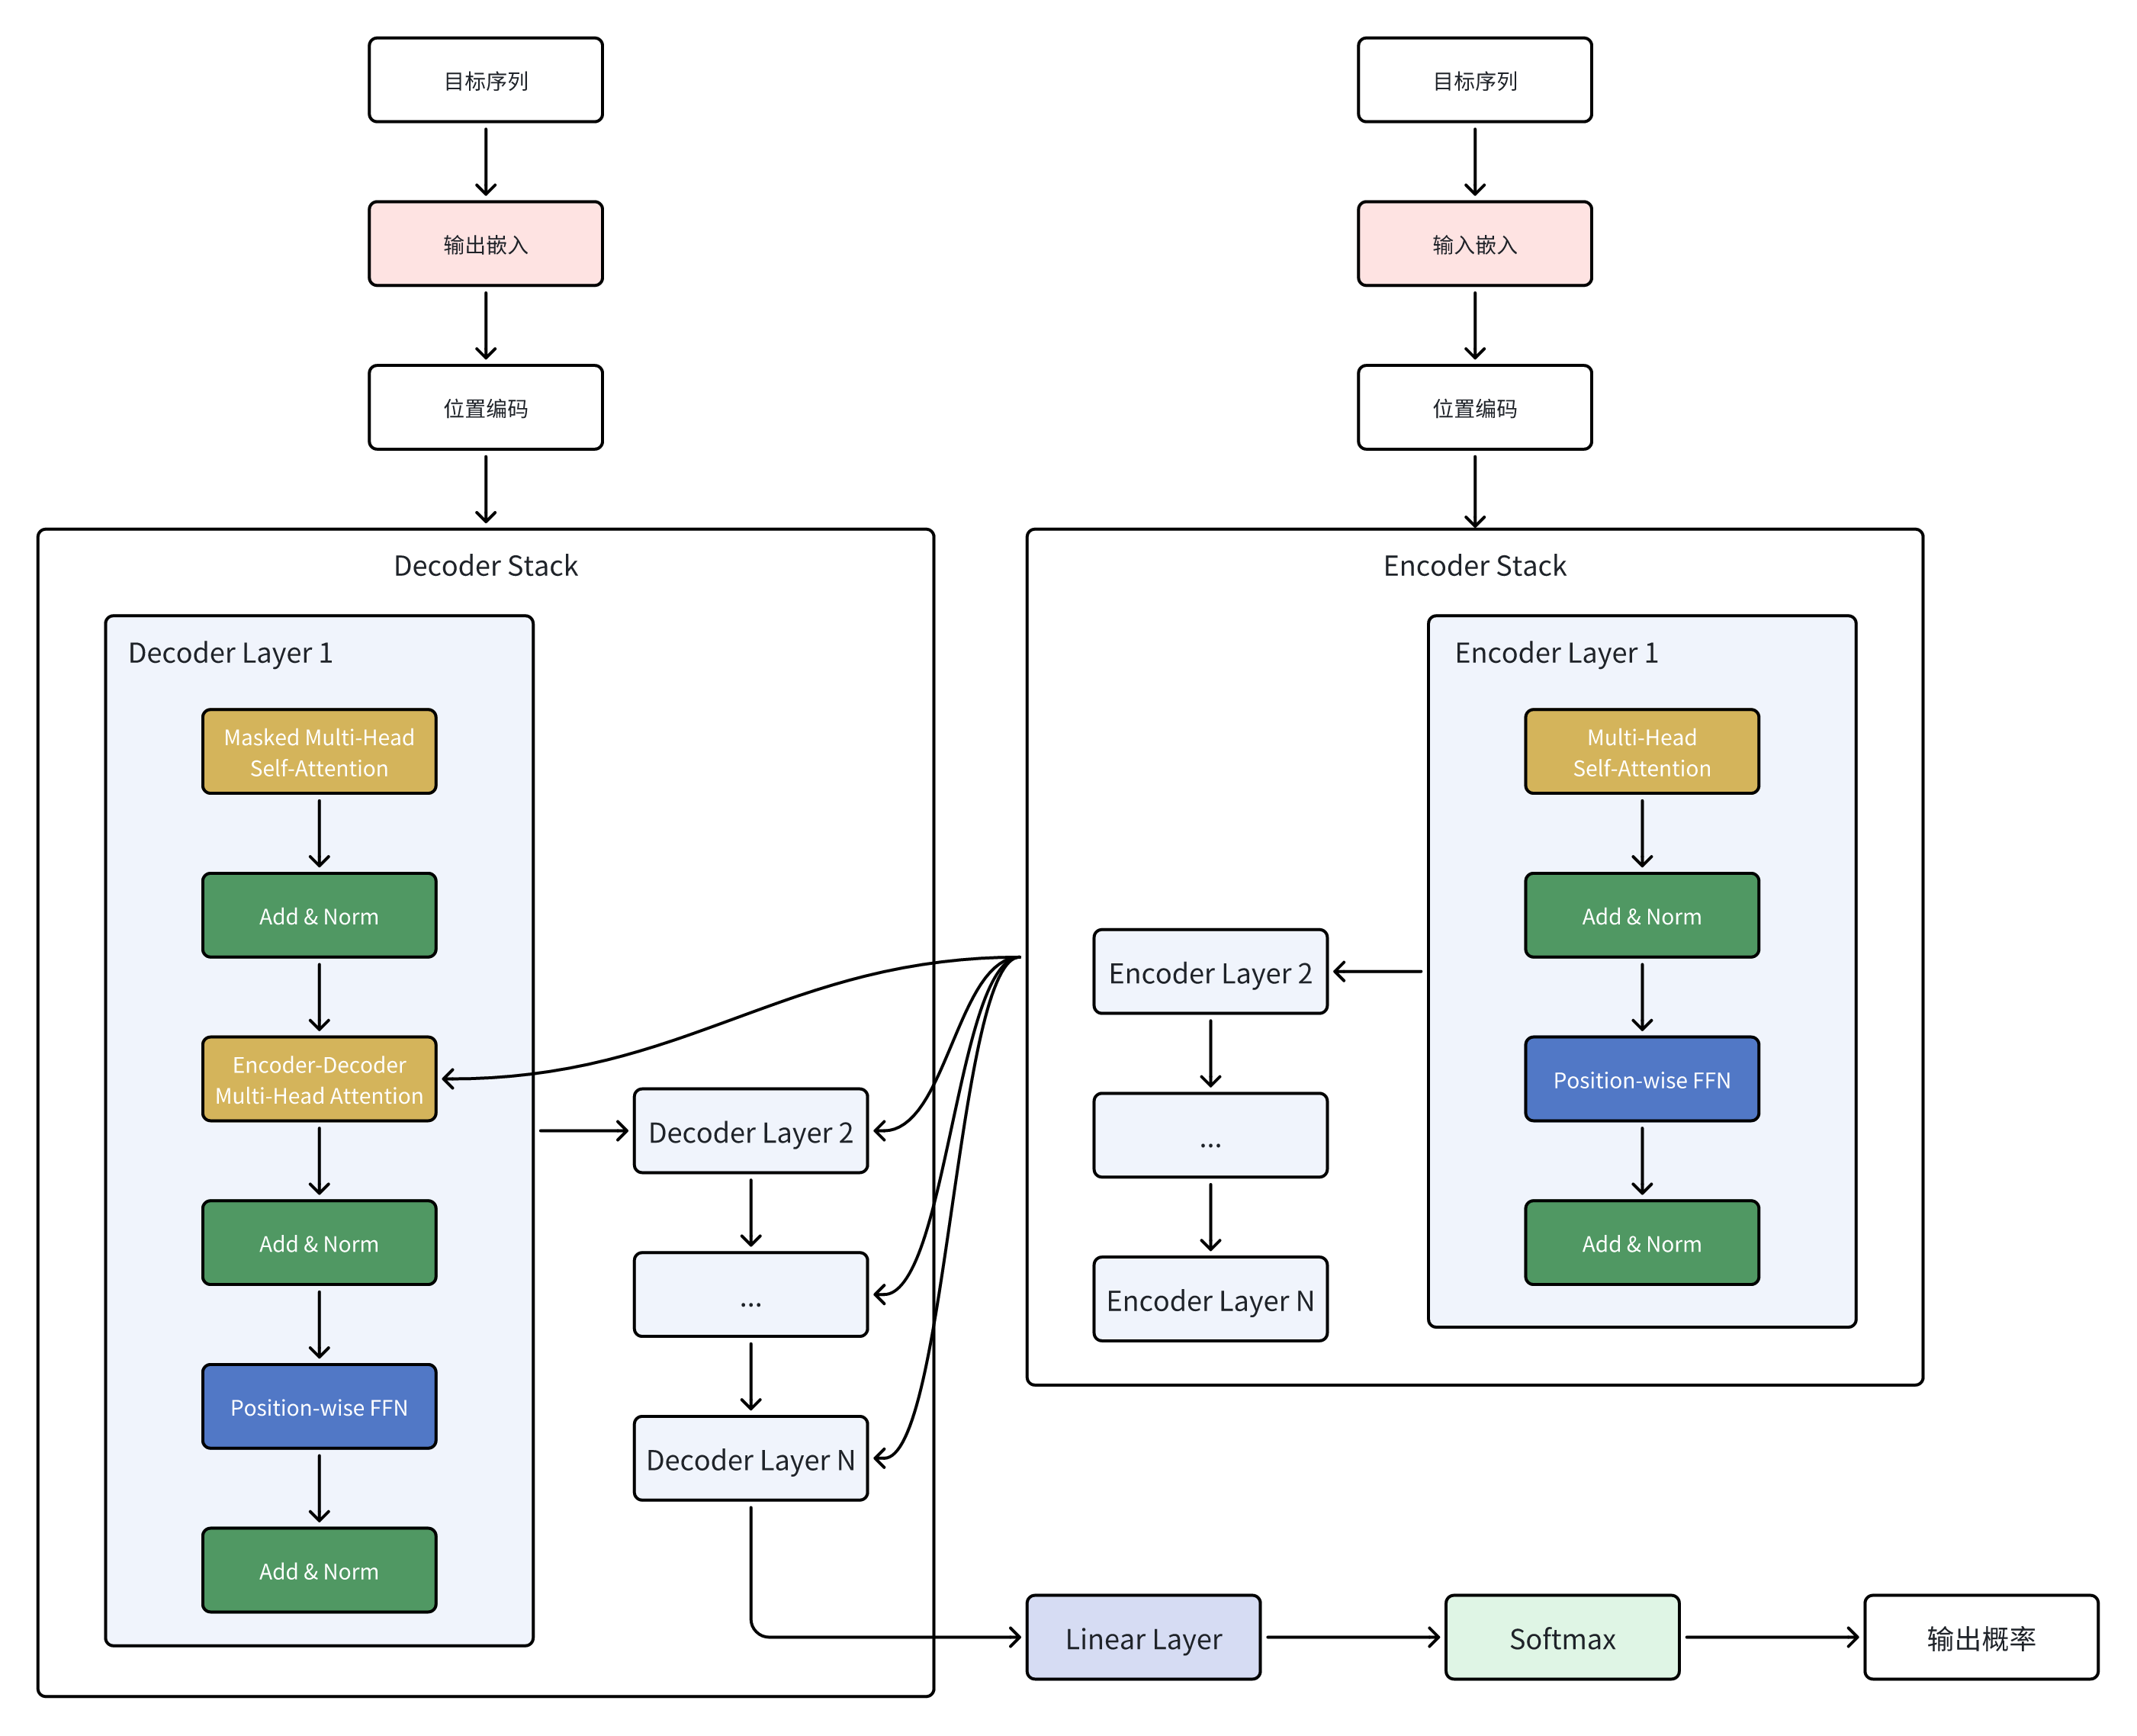 目标序列
输出嵌入
位置编码
Decoder Stack
Decoder Layer 1
Masked Multi-Head
Self-Attention
Add & Norm
Encoder-Decoder
Multi-Head Attention
Add & Norm
Position-wise FFN
Add & Norm
Decoder Layer 2
...
Decoder Layer N
目标序列
输入嵌入
位置编码
Encoder Stack
Encoder Layer 1
Multi-Head
Self-Attention
Add & Norm
Position-wise FFN
Add & Norm
Encoder Layer 2
...
Encoder Layer N
Linear Layer
Softmax
输出概率